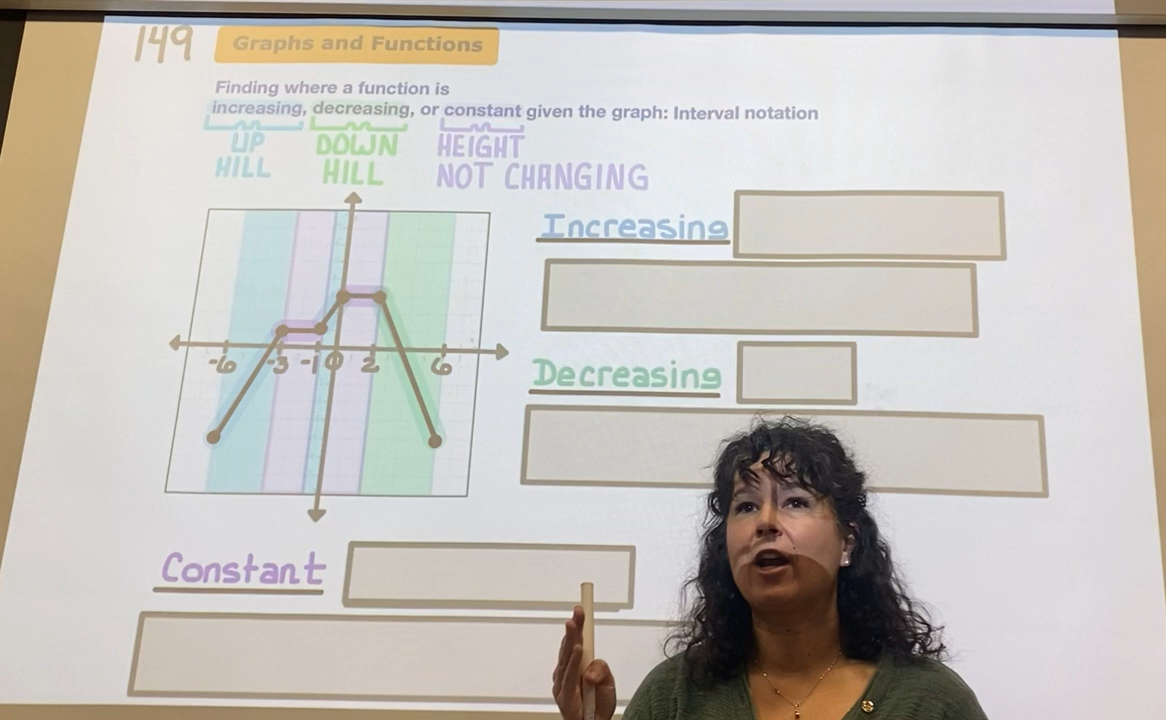 149 Graphs and Functions
Finding where a function is
increasing, decreasing, or constant given the graph: Interval notation
UP DOWN HEIGHT
HILL HILL NOT CHANGING
Increasing
-6 -3 -1 0 2 6
Decreasing
Constant